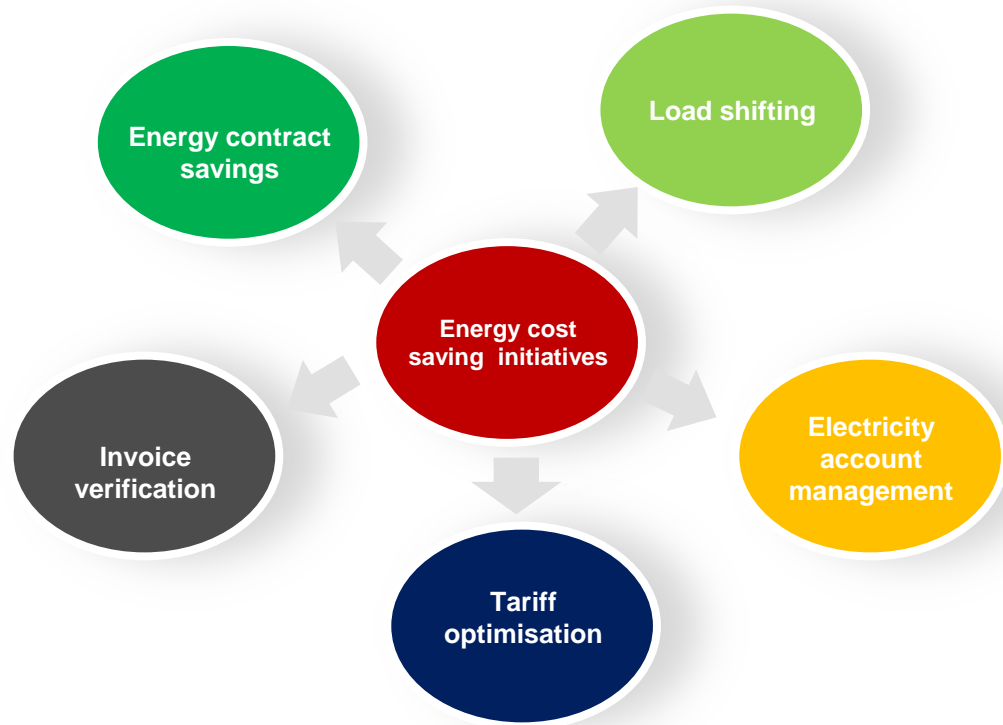 Energy contract
savings
Load shifting
Energy cost
saving initiatives
Invoice
verification
Electricity
account
management
Tariff
optimisation